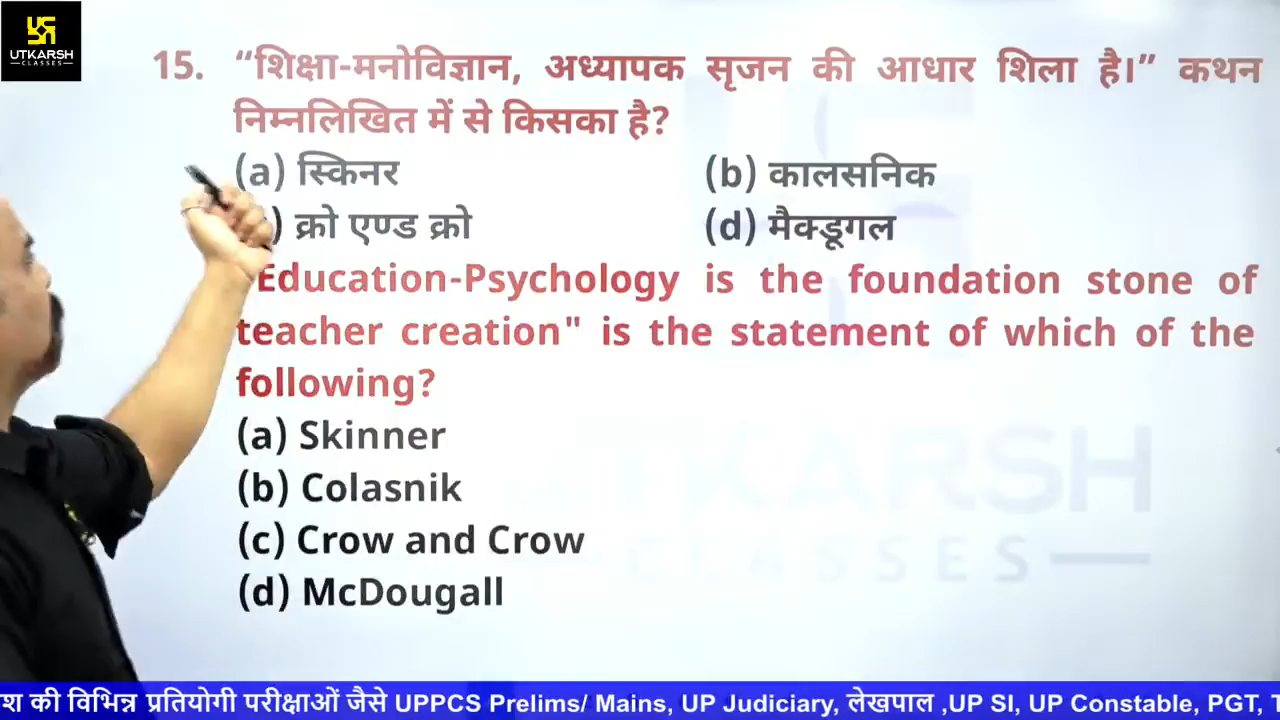 UTKARSH
CLASSES
15. “शिक्षा-मनोविज्ञान, अध्यापक सृजन की आधार शिला है।” कथन
निम्नलिखित में से किसका है?
(a) स्किनर (b) कालसनिक
) क्रो एण्ड क्रो (d) मैक्डूगल
Education-Psychology is the foundation stone of
teacher creation" is the statement of which of the
following?
(a) Skinner
(b) Colasnik
(c) Crow and Crow
(d) McDougall
UTKARSH
CLASSES
श की विभिन्न प्रतियोगी परीक्षाओं जैसे UPPCS Prelims/ Mains, UP Judiciary, लेखपाल ,UP SI, UP Constable, PGT, T